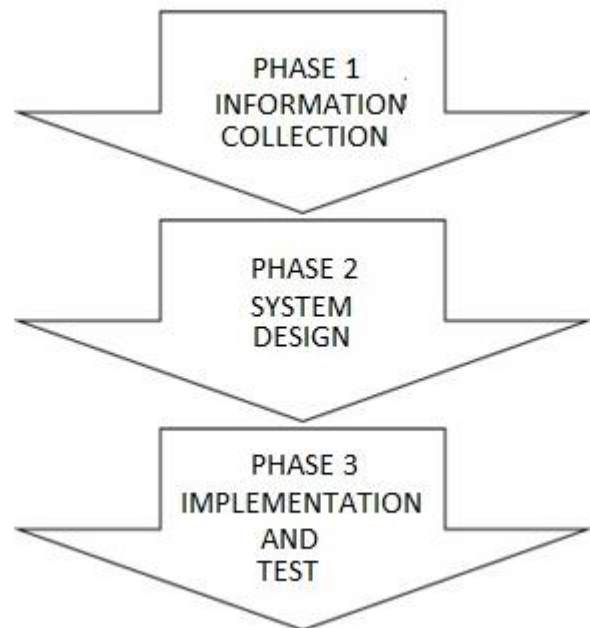 PHASE 1
INFORMATION
COLLECTION
PHASE 2
SYSTEM
DESIGN
PHASE 3
IMPLEMENTATION
AND
TEST